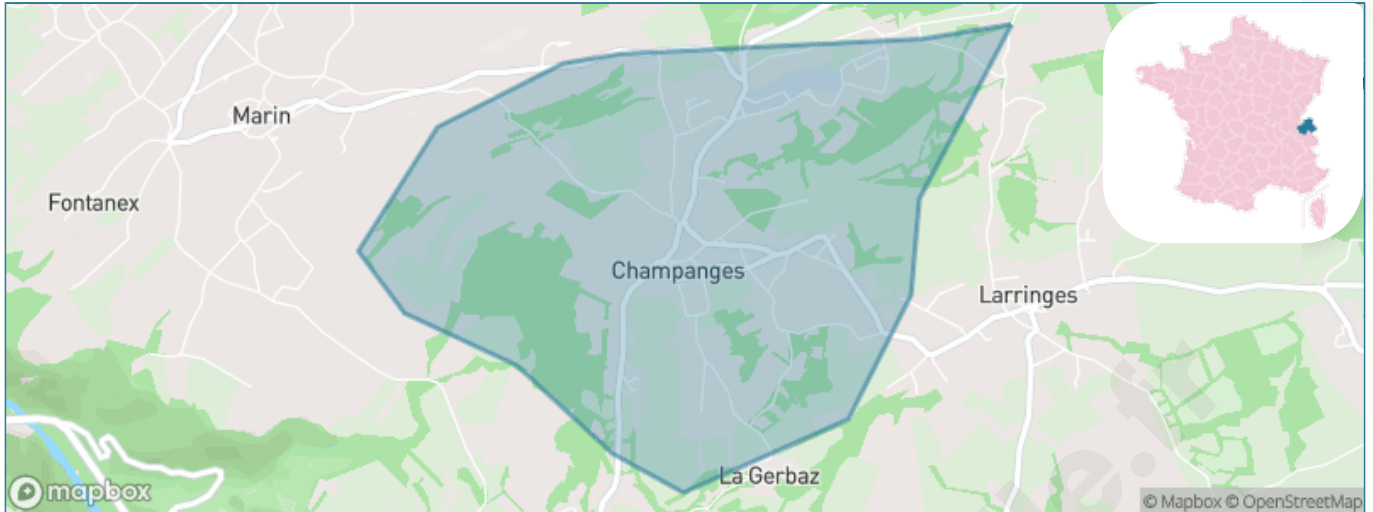 Marin
Fontanex
Champanges
Larringes
La Gerbaz
mapbox
© Mapbox © OpenStreetMap